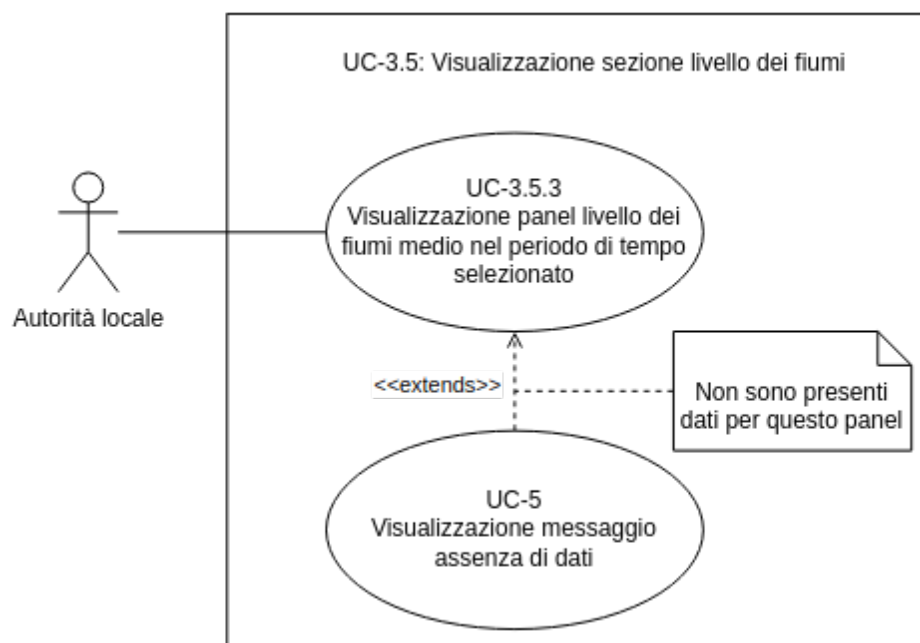 UC-3.5: Visualizzazione sezione livello dei fiumi
UC-3.5.3
Visualizzazione panel livello dei
fiumi medio nel periodo di tempo
selezionato
Autorità locale
<<extends>>
Non sono presenti
dati per questo panel
UC-5
Visualizzazione messaggio
assenza di dati